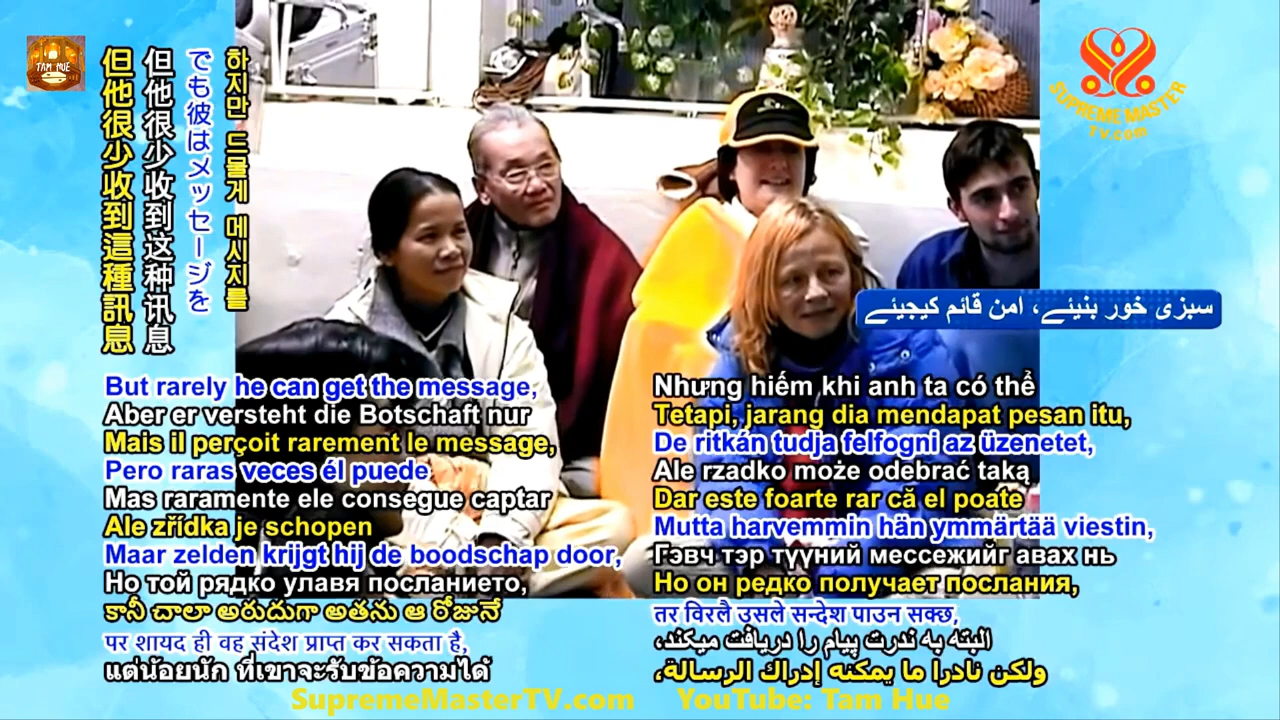 TAM HUE
SUPREME MASTER
TV.com
하지만 드물게 메시지를
でも彼はメッセージを
但他很少收到这种讯息
但他很少收到這種訊息
سبزی خور بنیئے، امن قائم کیجیئے
But rarely he can get the message,
Aber er versteht die Botschaft nur
Mais il perçoit rarement le message,
Pero raras veces él puede
Mas raramente ele consegue captar
Ale zřídka je schopen
Maar zelden krijgt hij de boodschap door,
Но той рядко улавя посланието,
కానీ చాలా అరుదుగా అతను ఆ రోజునే
पर शायद ही वह संदेश प्राप्त कर सकता है,
แต่น้อยนัก ที่เขาจะรับข้อความได้
Nhưng hiếm khi anh ta có thể
Tetapi, jarang dia mendapat pesan itu,
De ritkán tudja felfogni az üzenetet,
Ale rzadko może odebrać taką
Dar este foarte rar că el poate
Mutta harvemmin hän ymmärtää viestin,
Гэвч тэр түүний мессежийг авах нь
Но он редко получает послания,
तर विरलै उसले सन्देश पाउन सक्छ,
البته به ندرت پیام را دریافت میکند،
ولكن نادرا ما يمكنه إدراك الرسالة،
SupremeMasterTV.com YouTube: Tam Hue